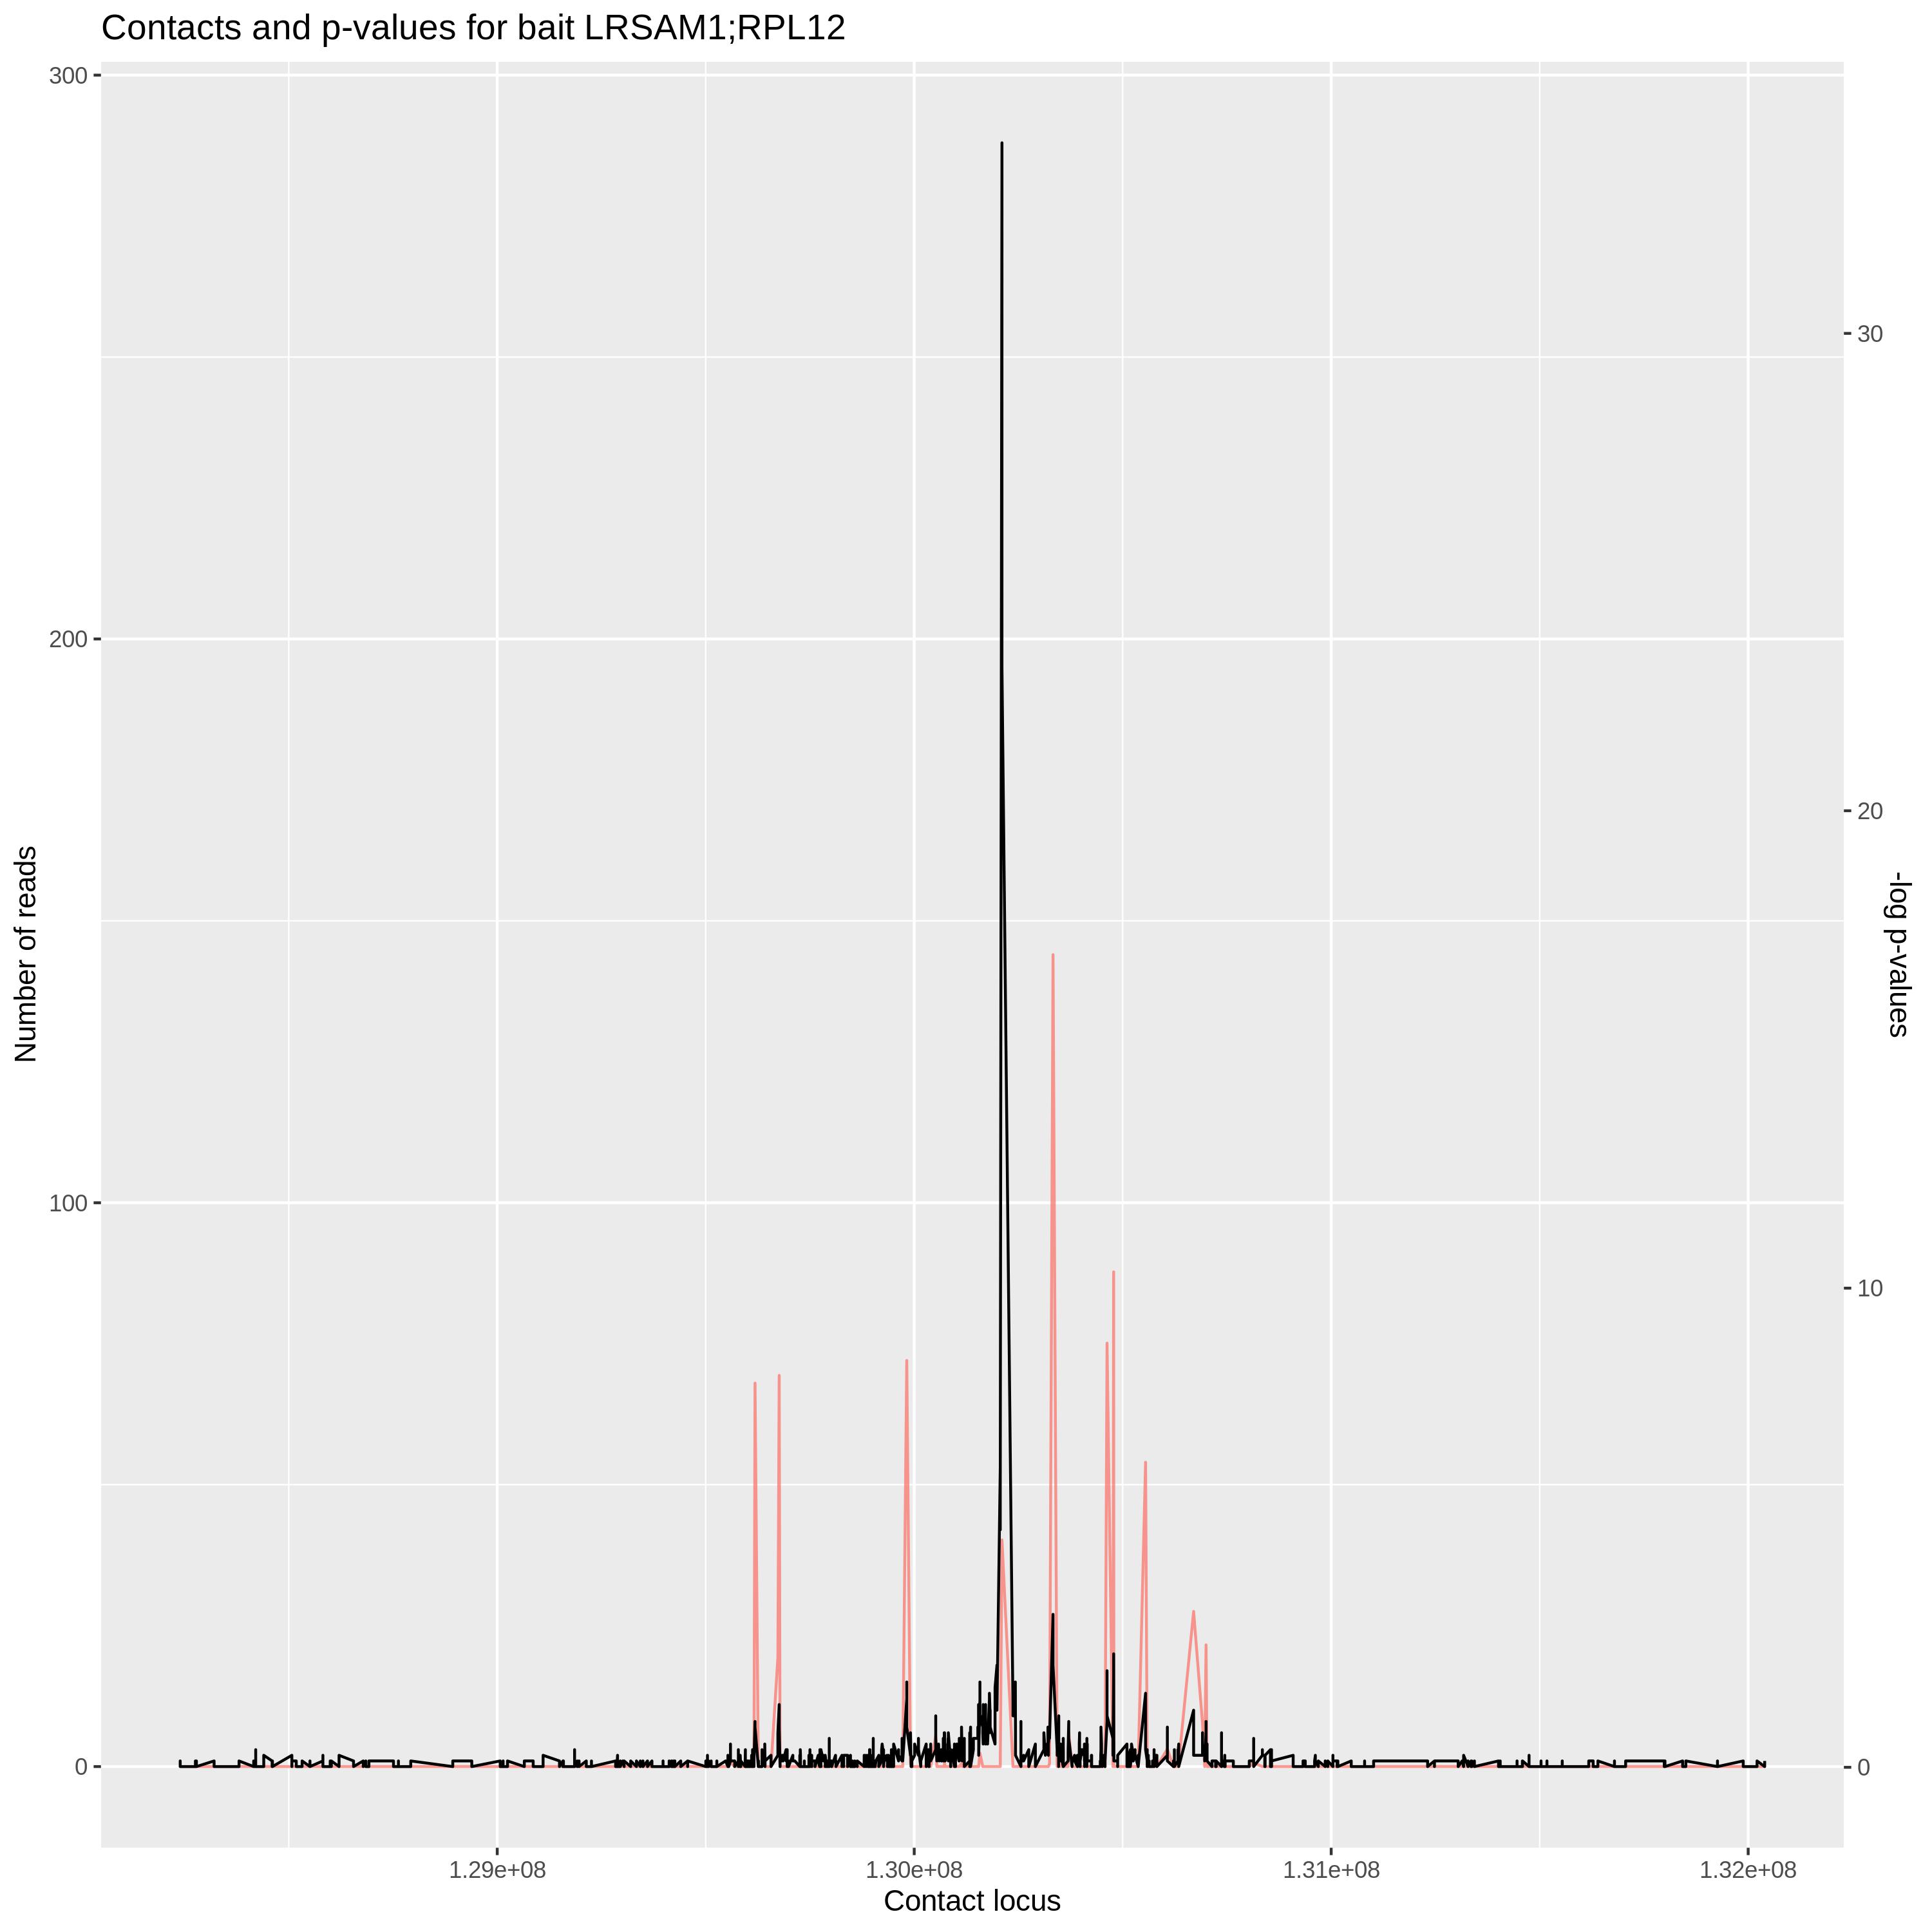 Contacts and p-values for bait LRSAM1;RPL12
300
200
100
0
Number of reads
30
20
10
0
-log p-values
1.29e+08
1.30e+08
1.31e+08
1.32e+08
Contact locus